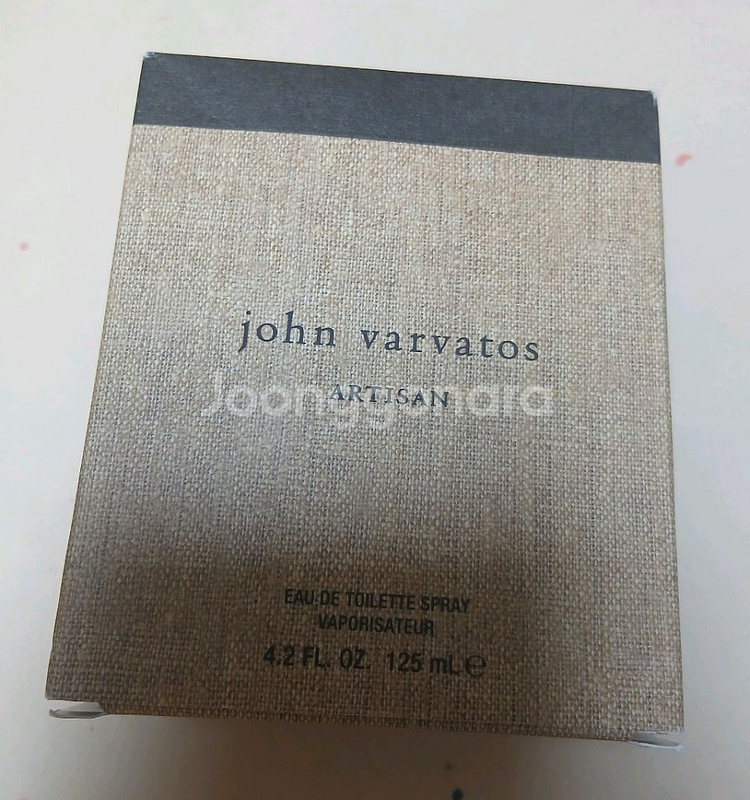 john varvatos
ARTISAN
Joonggonara
EAU DE TOILETTE SPRAY
VAPORISATEUR
4.2 FL. OZ. 125 mL ℮